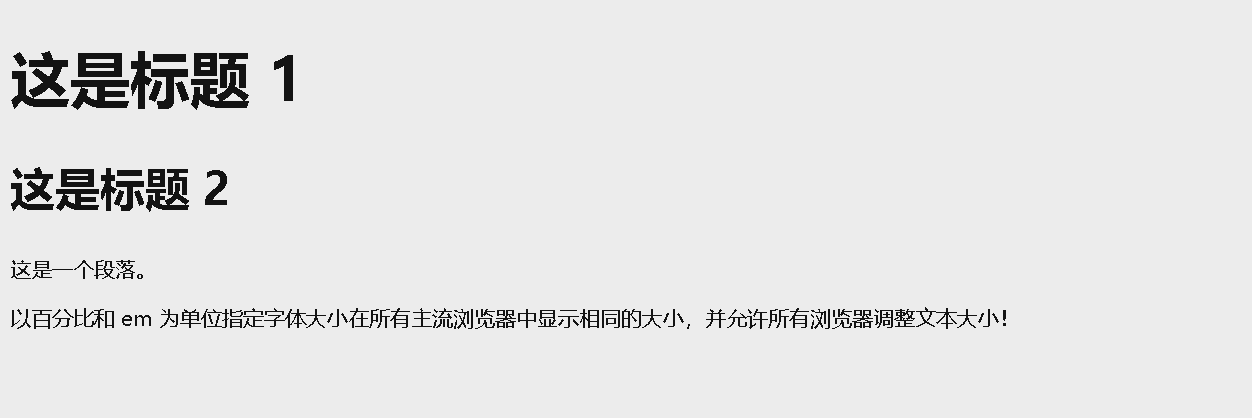 这是标题 1
这是标题 2
这是一个段落。
以百分比和 em 为单位指定字体大小在所有主流浏览器中显示相同的大小，并允许所有浏览器调整文本大小！